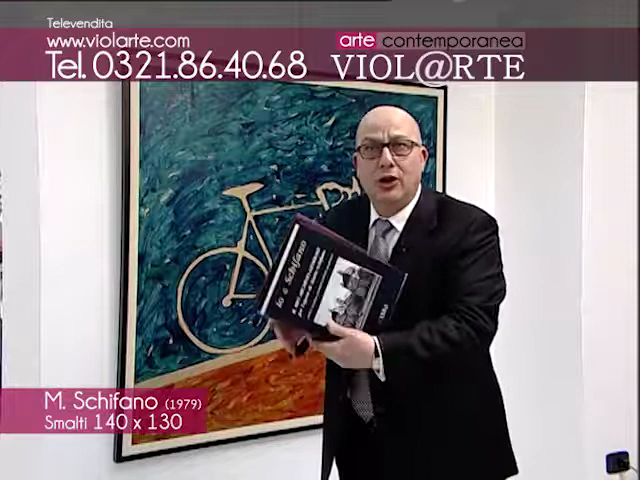 Televendita
www.violarte.com
Tel. 0321.86.40.68
arte contemporanea
VIOL@RTE
Io e Schifano
M. Schifano (1979)
Smalti 140 x 130